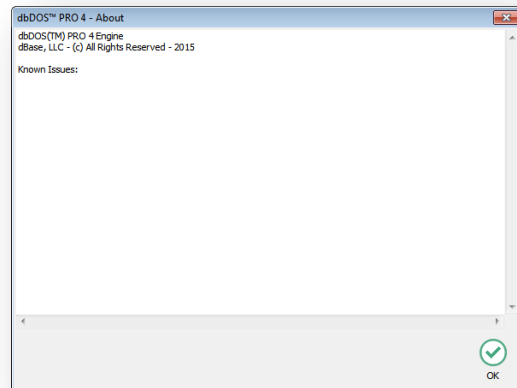 dbDOS™ PRO 4 - About
dbDOS(TM) PRO 4 Engine
dBase, LLC - (c) All Rights Reserved - 2015
Known Issues:
OK